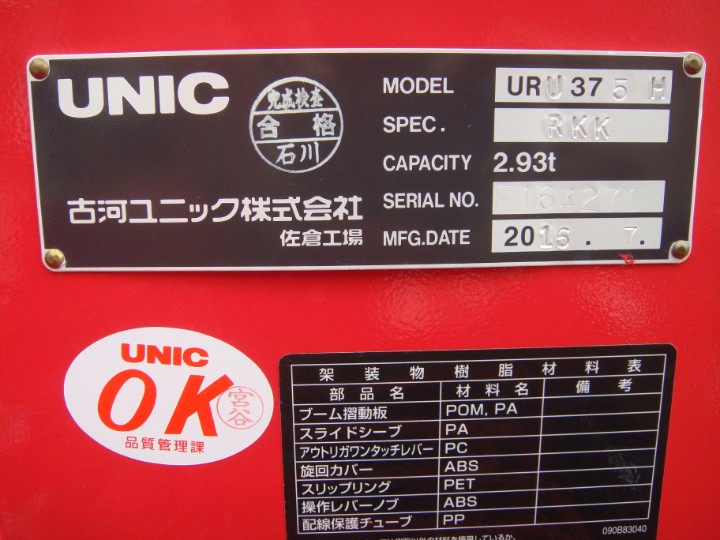 UNIC
完成検査
合格
石川
古河ユニック株式会社
佐倉工場
MODEL URU375H
SPEC. RKK
CAPACITY 2.93t
SERIAL NO. F164271
MFG.DATE 2016. 7.
UNIC
OK
宮谷
品質管理課
架装物樹脂材料表
部品名 材料名 備考
ブーム摺動板 POM, PA
スライドシーブ PA
アウトリガワンタッチレバー PC
旋回カバー ABS
スリップリング PET
操作レバーノブ ABS
配線保護チューブ PP
090B83040